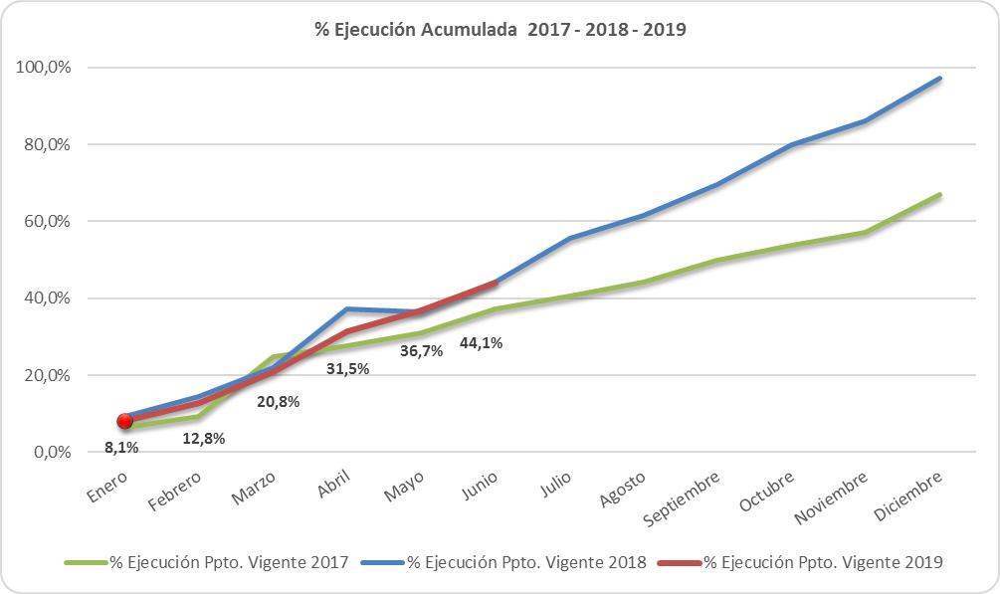 % Ejecución Acumulada 2017 - 2018 - 2019
100,0%
80,0%
60,0%
40,0%
20,0%
0,0%
8,1%
12,8%
20,8%
31,5%
36,7%
44,1%
Enero
Febrero
Marzo
Abril
Mayo
Junio
Julio
Agosto
Septiembre
Octubre
Noviembre
Diciembre
% Ejecución Ppto. Vigente 2017
% Ejecución Ppto. Vigente 2018
% Ejecución Ppto. Vigente 2019